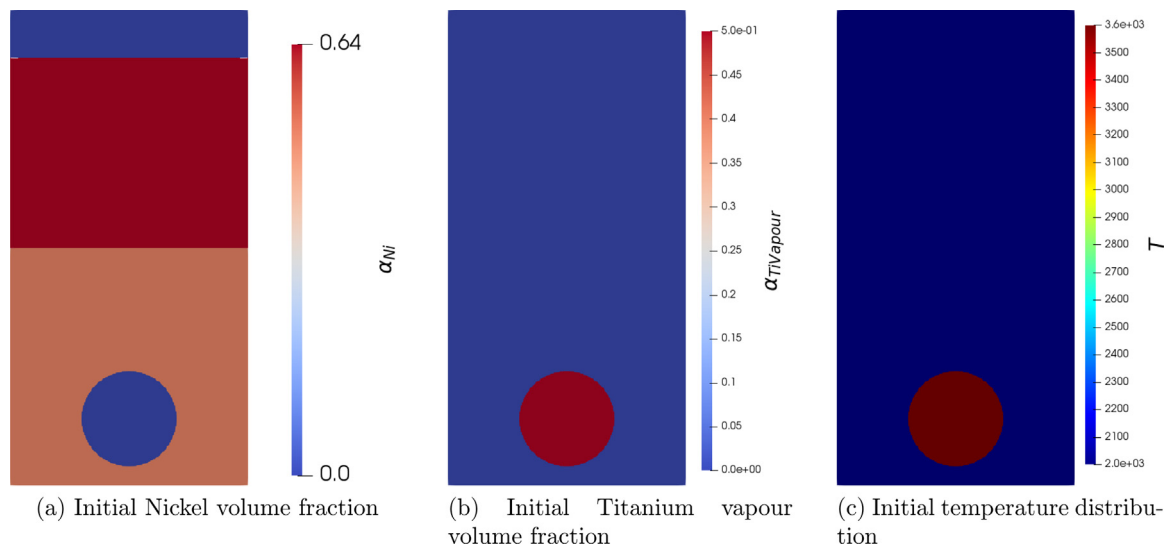 0.64
α_Ni
0.0
5.0e-01
0.45
0.4
0.35
0.3
0.25
0.2
0.15
0.1
0.05
0.0e+00
α_TiVapour
3.6e+03
3500
3400
3300
3200
3100
3000
2900
2800
2700
2600
2500
2400
2300
2200
2100
2.0e+03
T
(a) Initial Nickel volume fraction
(b) Initial Titanium vapour
volume fraction
(c) Initial temperature distribu-
tion